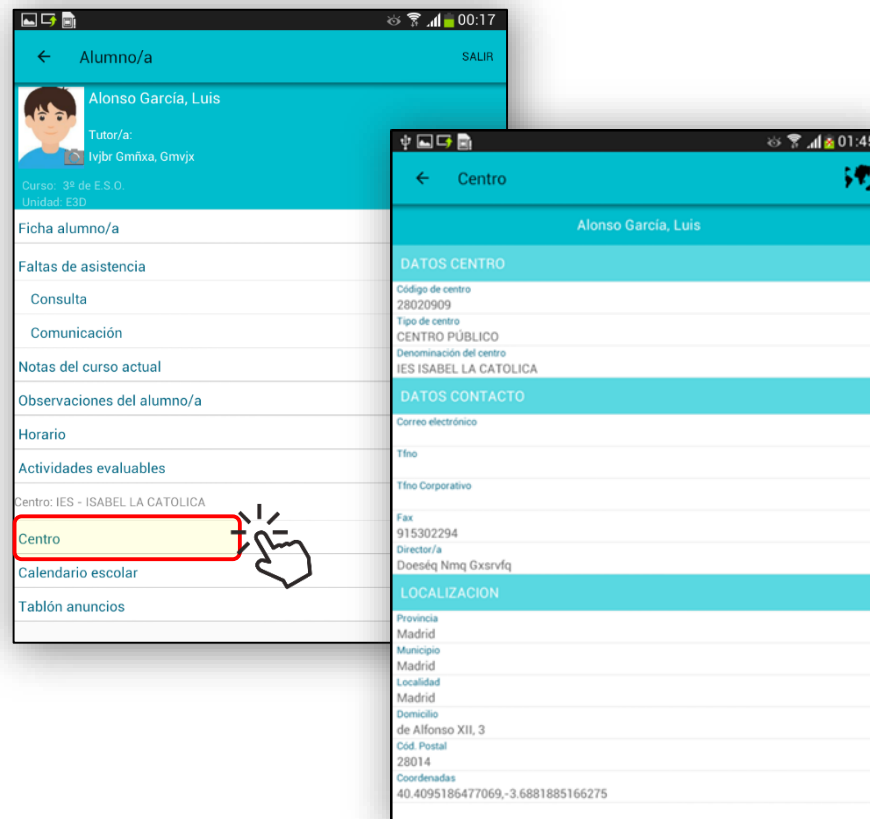 00:17
Alumno/a
SALIR
Alonso García, Luis
Tutor/a:
Ivjbr Gmñxa, Gmvjx
Curso: 3º de E.S.O.
Unidad: E3D
Ficha alumno/a
Faltas de asistencia
Consulta
Comunicación
Notas del curso actual
Observaciones del alumno/a
Horario
Actividades evaluables
Centro: IES - ISABEL LA CATOLICA
Centro
Calendario escolar
Tablón anuncios
01:45
Centro
Alonso García, Luis
DATOS CENTRO
Código de centro
28020909
Tipo de centro
CENTRO PÚBLICO
Denominación del centro
IES ISABEL LA CATOLICA
DATOS CONTACTO
Correo electrónico
Tfno
Tfno Corporativo
Fax
915302294
Director/a
Doeséq Nmq Gxsrvfq
LOCALIZACION
Provincia
Madrid
Municipio
Madrid
Localidad
Madrid
Domicilio
de Alfonso XII, 3
Cód. Postal
28014
Coordenadas
40.4095186477069,-3.6881885166275